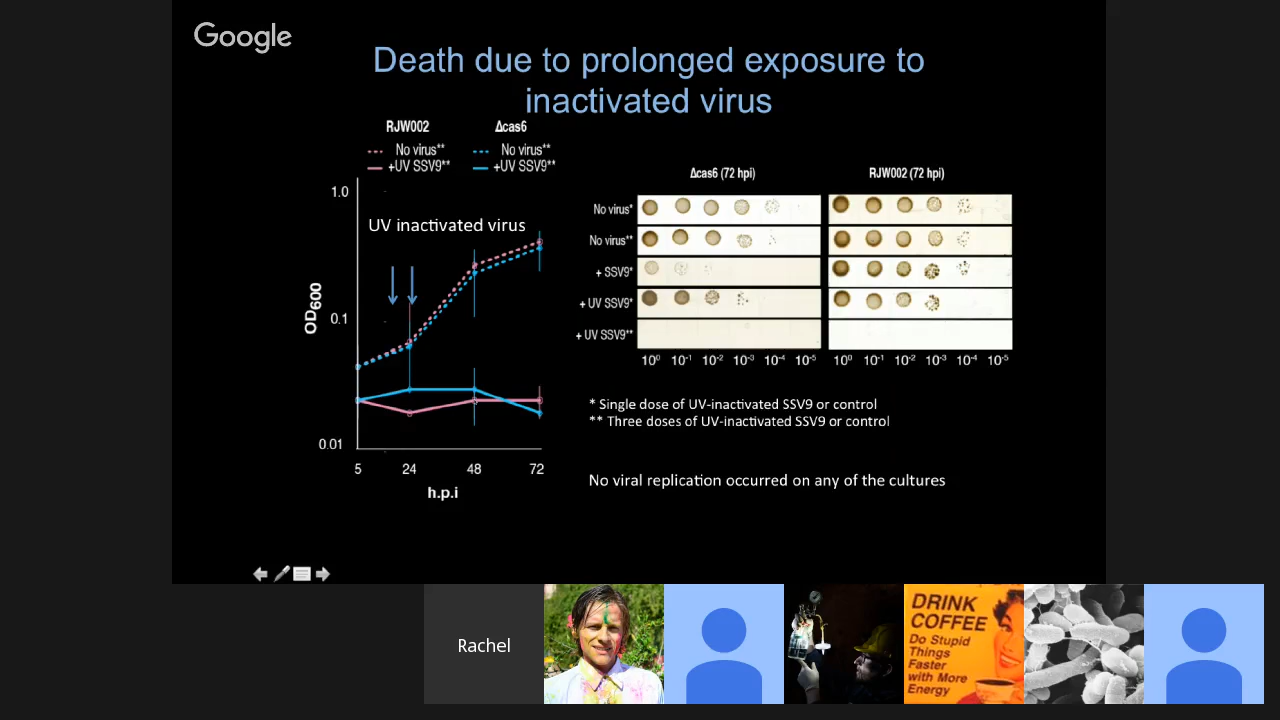 Google
Death due to prolonged exposure to
inactivated virus
RJW002
Δcas6
No virus**
No virus**
+UV SSV9**
+UV SSV9**
1.0
UV inactivated virus
OD600
0.1
0.01
5 24 48 72
h.p.i
Δcas6 (72 hpi)
RJW002 (72 hpi)
No virus*
No virus**
+ SSV9*
+ UV SSV9*
+ UV SSV9**
10⁰ 10⁻¹ 10⁻² 10⁻³ 10⁻⁴ 10⁻⁵
10⁰ 10⁻¹ 10⁻² 10⁻³ 10⁻⁴ 10⁻⁵
* Single dose of UV-inactivated SSV9 or control
** Three doses of UV-inactivated SSV9 or control
No viral replication occurred on any of the cultures
Rachel
DRINK
COFFEE
Do Stupid
Things
Faster
with More
Energy